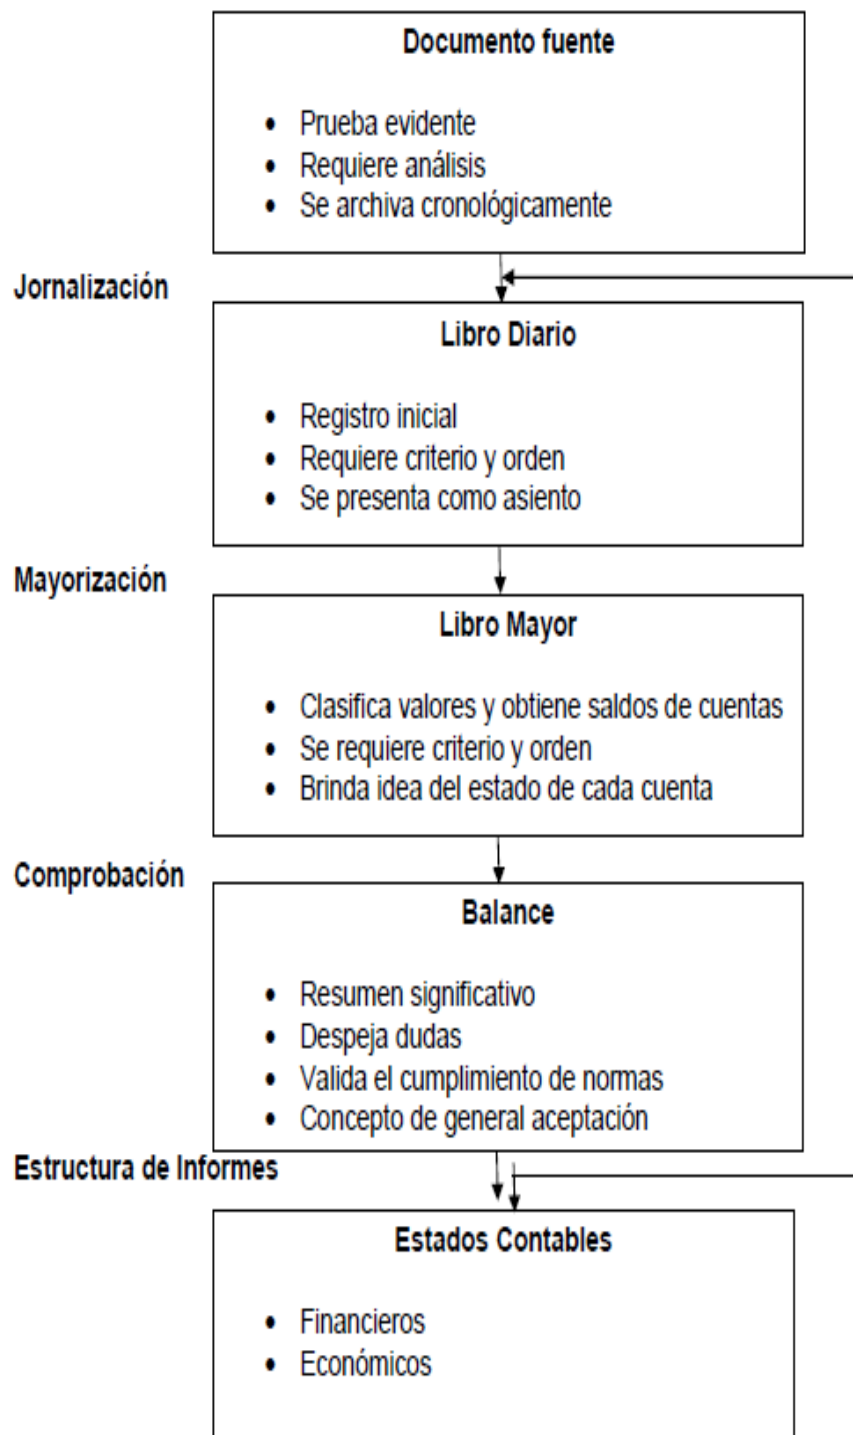 Documento fuente
• Prueba evidente
• Requiere análisis
• Se archiva cronológicamente
Jornalización
Libro Diario
• Registro inicial
• Requiere criterio y orden
• Se presenta como asiento
Mayorización
Libro Mayor
• Clasifica valores y obtiene saldos de cuentas
• Se requiere criterio y orden
• Brinda idea del estado de cada cuenta
Comprobación
Balance
• Resumen significativo
• Despeja dudas
• Valida el cumplimiento de normas
• Concepto de general aceptación
Estructura de Informes
Estados Contables
• Financieros
• Económicos